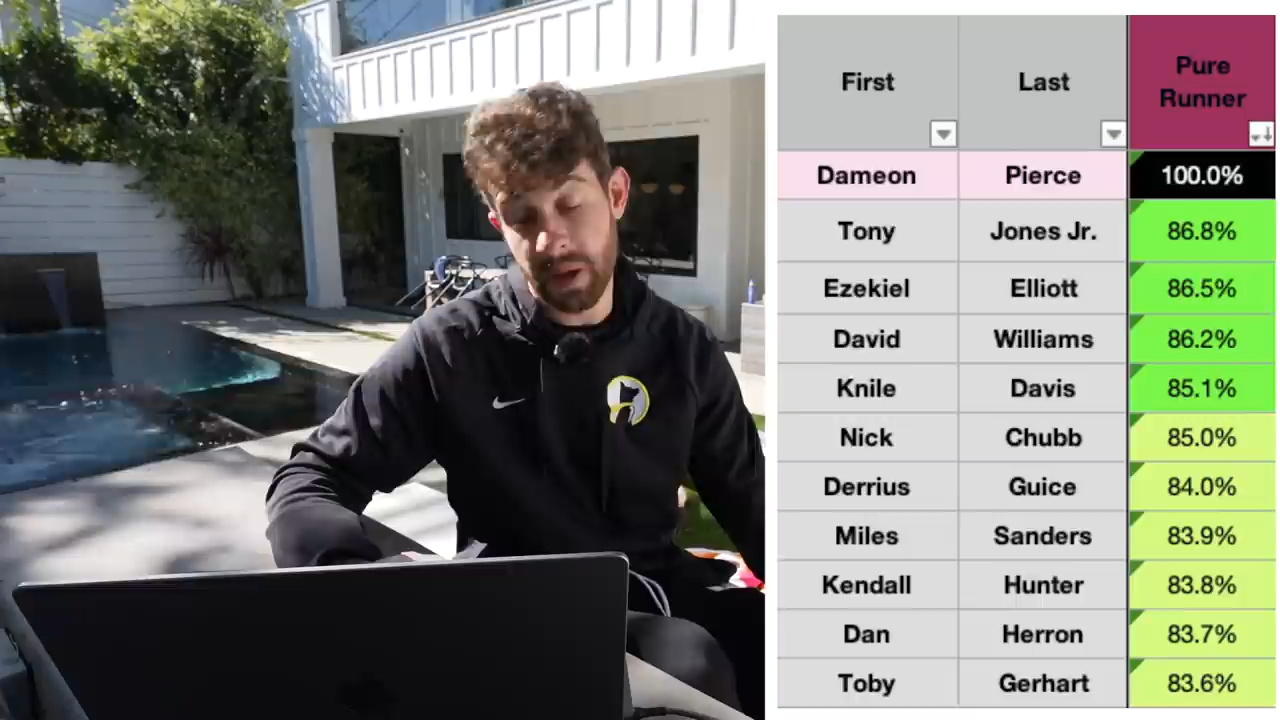 First Last Pure Runner
Dameon Pierce 100.0%
Tony Jones Jr. 86.8%
Ezekiel Elliott 86.5%
David Williams 86.2%
Knile Davis 85.1%
Nick Chubb 85.0%
Derrius Guice 84.0%
Miles Sanders 83.9%
Kendall Hunter 83.8%
Dan Herron 83.7%
Toby Gerhart 83.6%